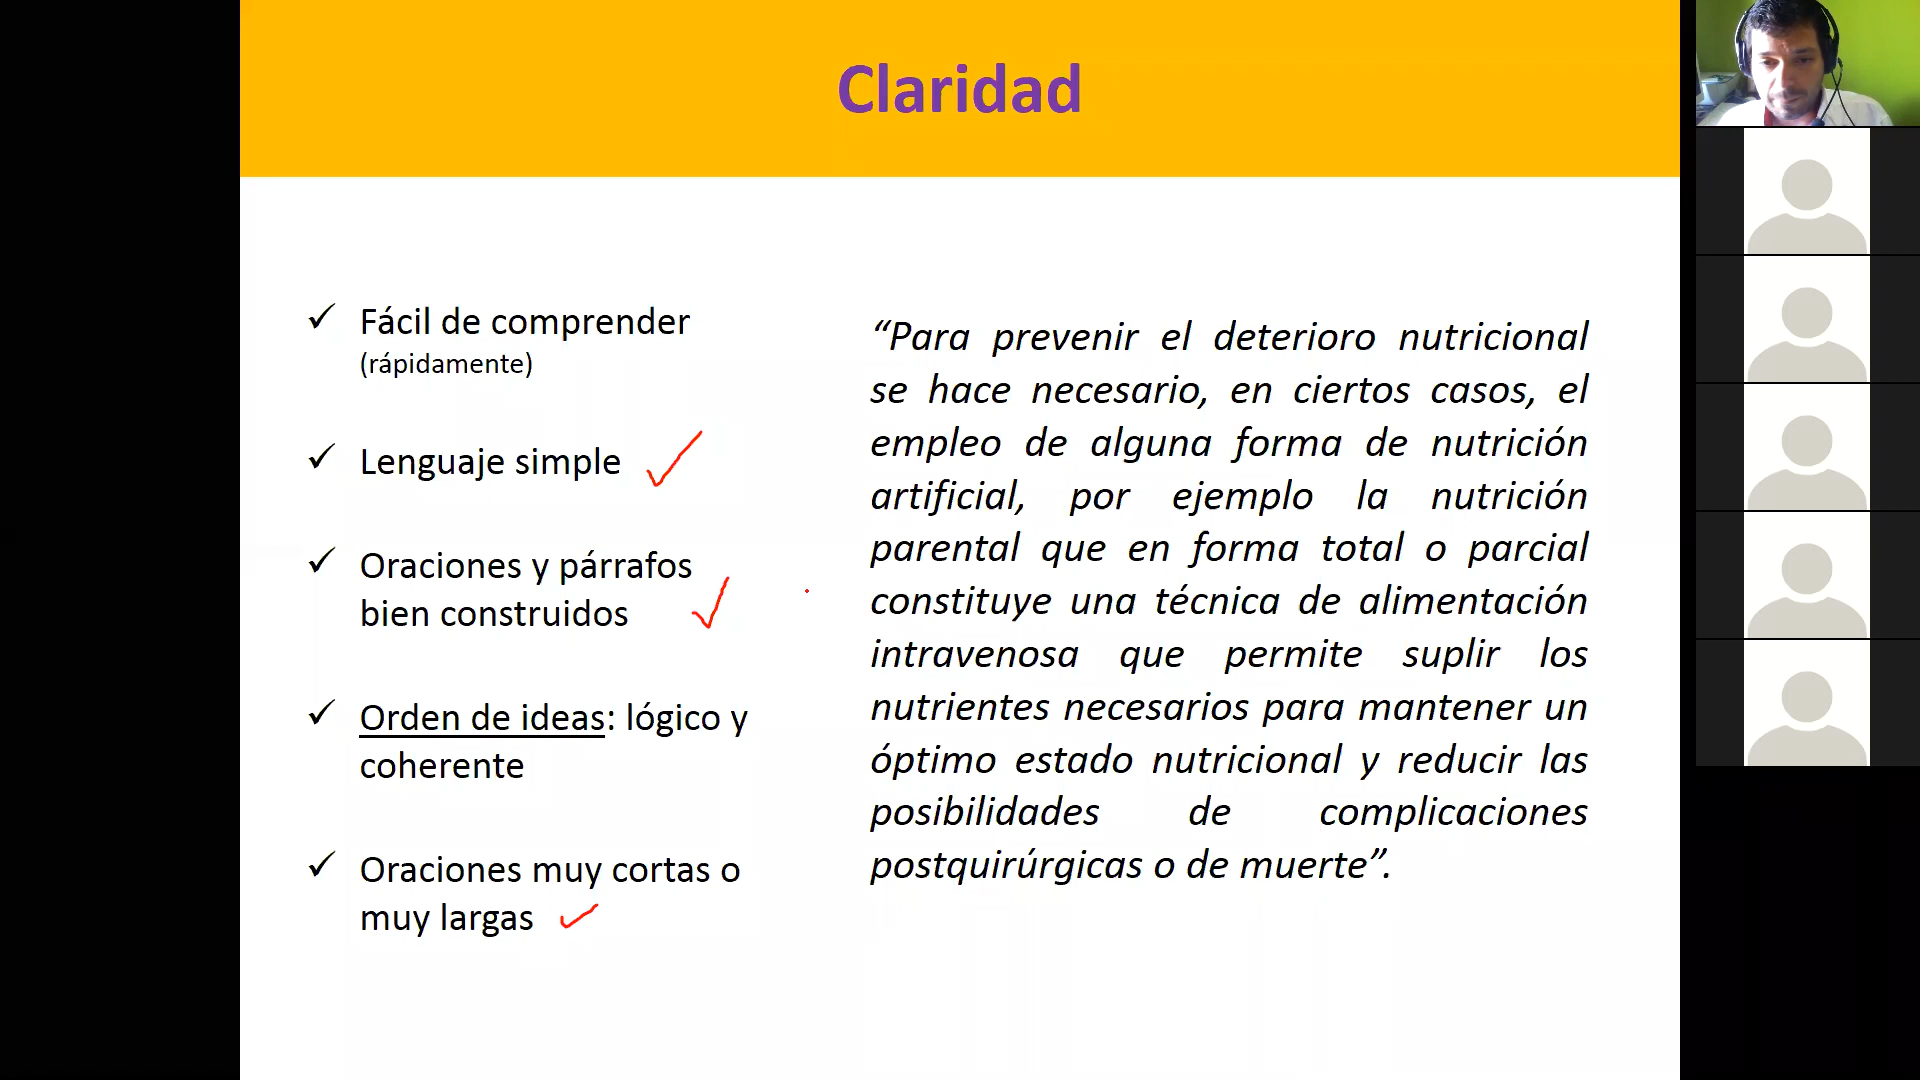 Claridad
Fácil de comprender
(rápidamente)
Lenguaje simple
Oraciones y párrafos
bien construidos
Orden de ideas: lógico y
coherente
Oraciones muy cortas o
muy largas
“Para prevenir el deterioro nutricional
se hace necesario, en ciertos casos, el
empleo de alguna forma de nutrición
artificial, por ejemplo la nutrición
parental que en forma total o parcial
constituye una técnica de alimentación
intravenosa que permite suplir los
nutrientes necesarios para mantener un
óptimo estado nutricional y reducir las
posibilidades de complicaciones
postquirúrgicas o de muerte”.